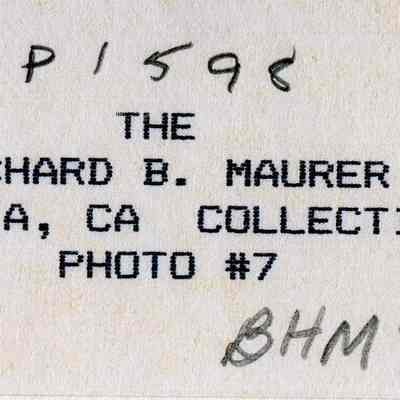 P1598
THE
CHARD B. MAURER
A, CA COLLECTI
PHOTO #7
BHM